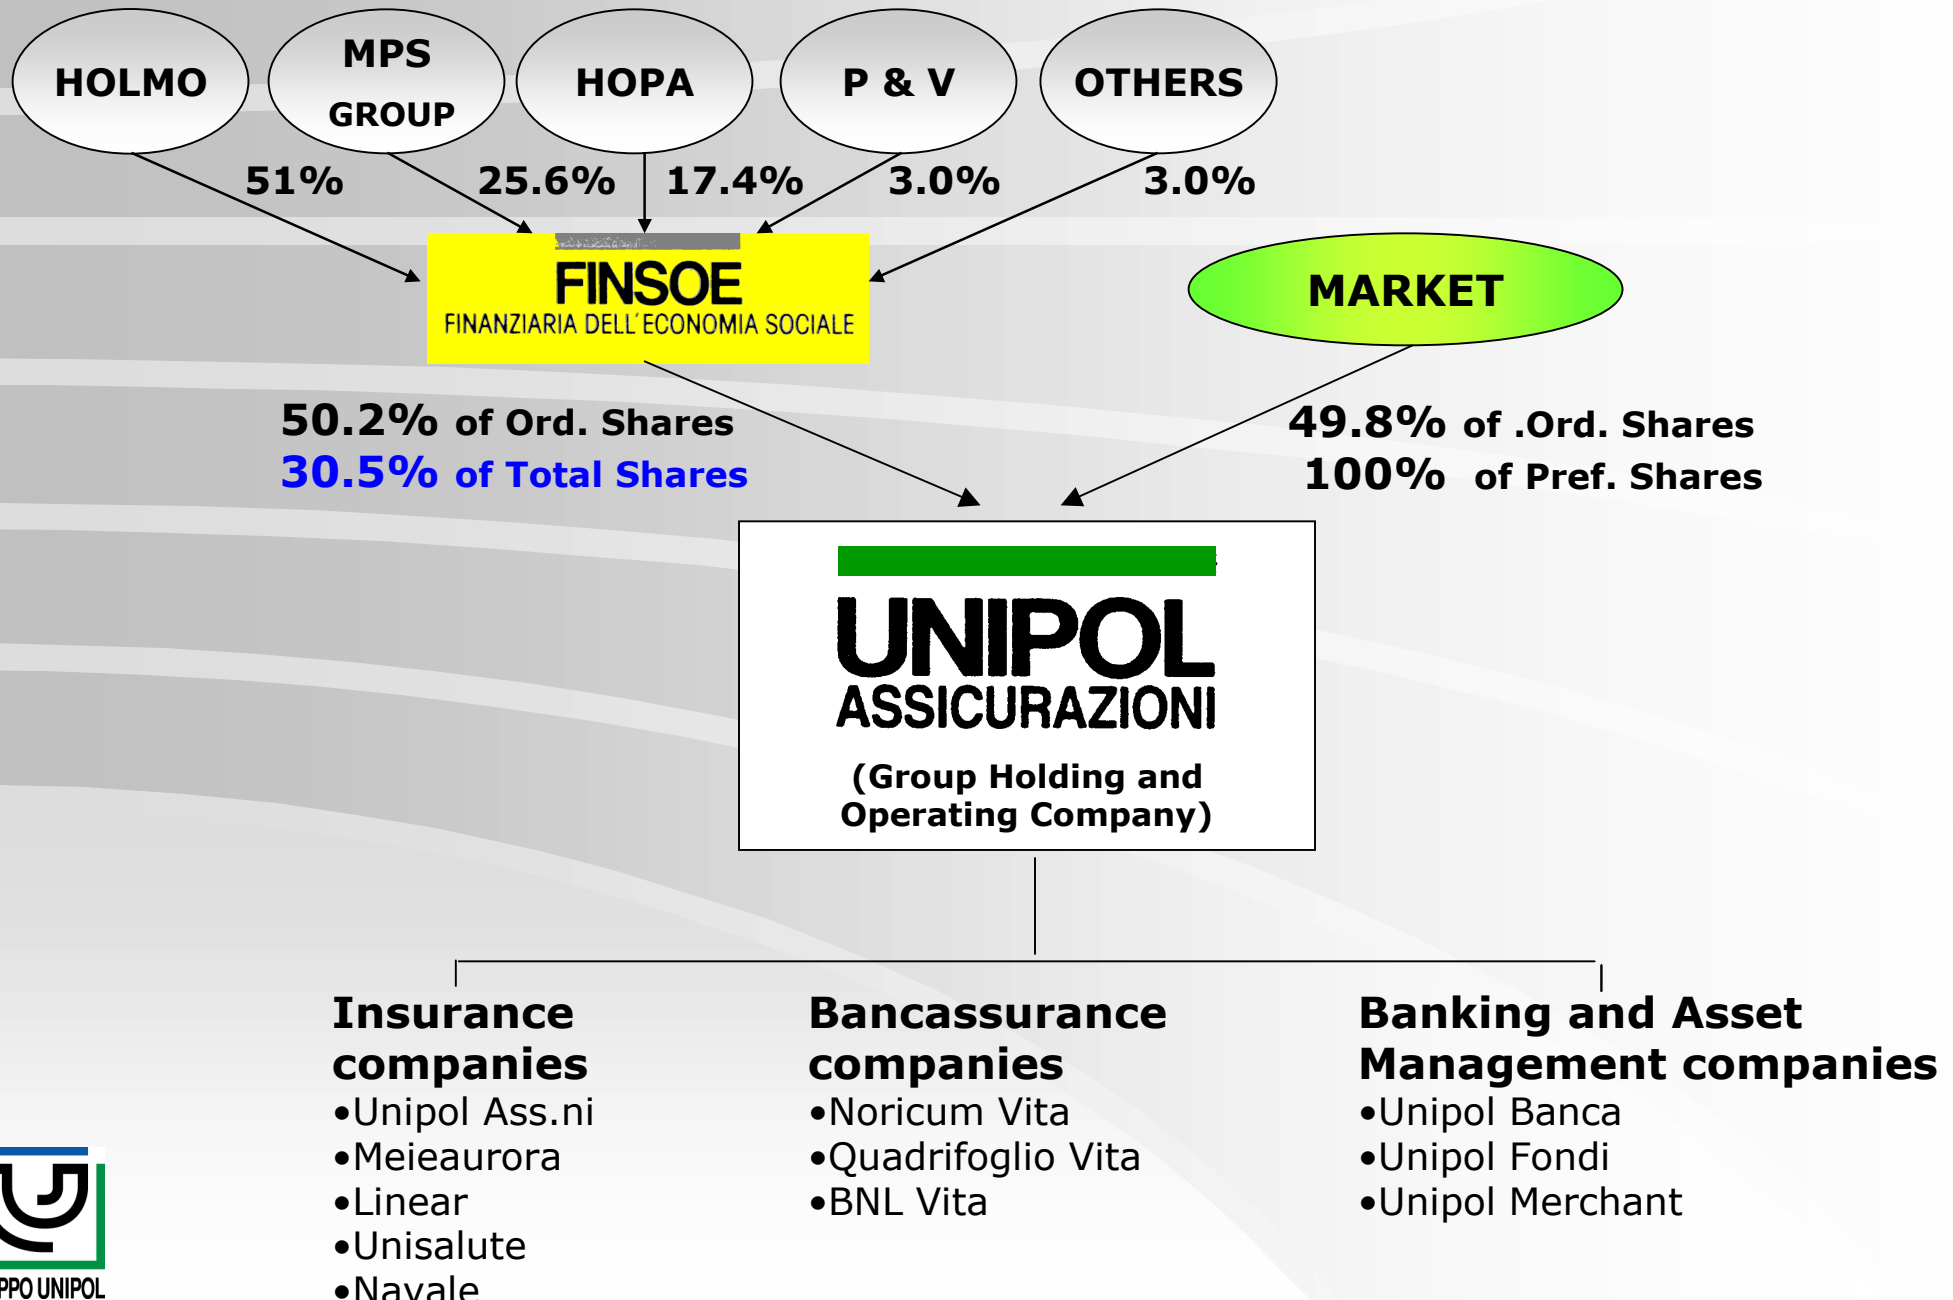 HOLMO
MPS
GROUP
HOPA
P & V
OTHERS
51%
25.6%
17.4%
3.0%
3.0%
FINSOE
FINANZIARIA DELL'ECONOMIA SOCIALE
MARKET
50.2% of Ord. Shares
30.5% of Total Shares
49.8% of .Ord. Shares
100% of Pref. Shares
UNIPOL
ASSICURAZIONI
(Group Holding and
Operating Company)
Insurance
companies
•Unipol Ass.ni
•Meieaurora
•Linear
•Unisalute
•Navale
Bancassurance
companies
•Noricum Vita
•Quadrifoglio Vita
•BNL Vita
Banking and Asset
Management companies
•Unipol Banca
•Unipol Fondi
•Unipol Merchant
PPO UNIPOL